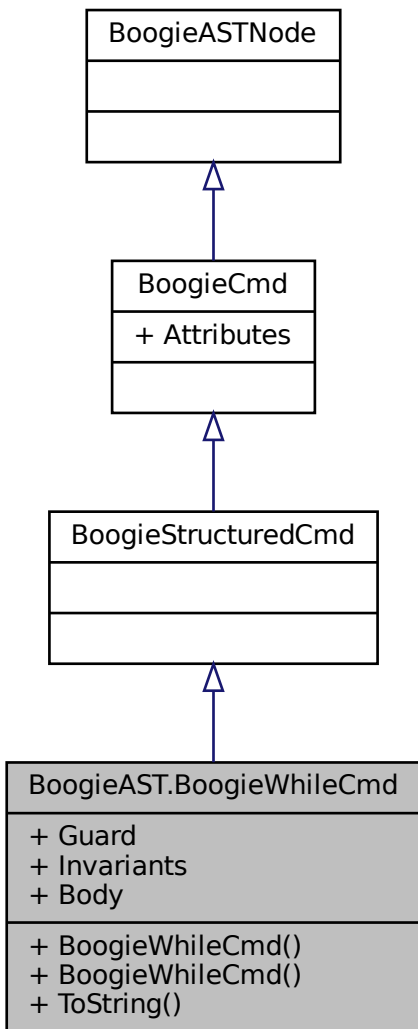 BoogieASTNode
BoogieCmd
+ Attributes
BoogieStructuredCmd
BoogieAST.BoogieWhileCmd
+ Guard
+ Invariants
+ Body
+ BoogieWhileCmd()
+ BoogieWhileCmd()
+ ToString()